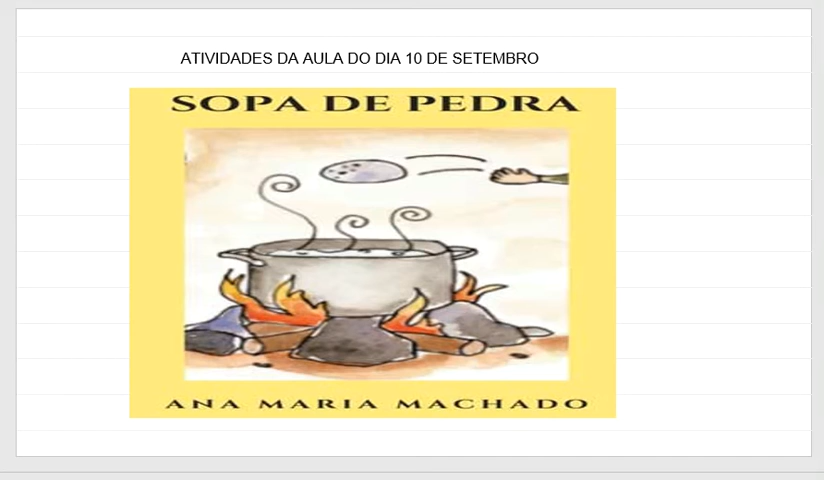 ATIVIDADES DA AULA DO DIA 10 DE SETEMBRO
SOPA DE PEDRA
ANA MARIA MACHADO